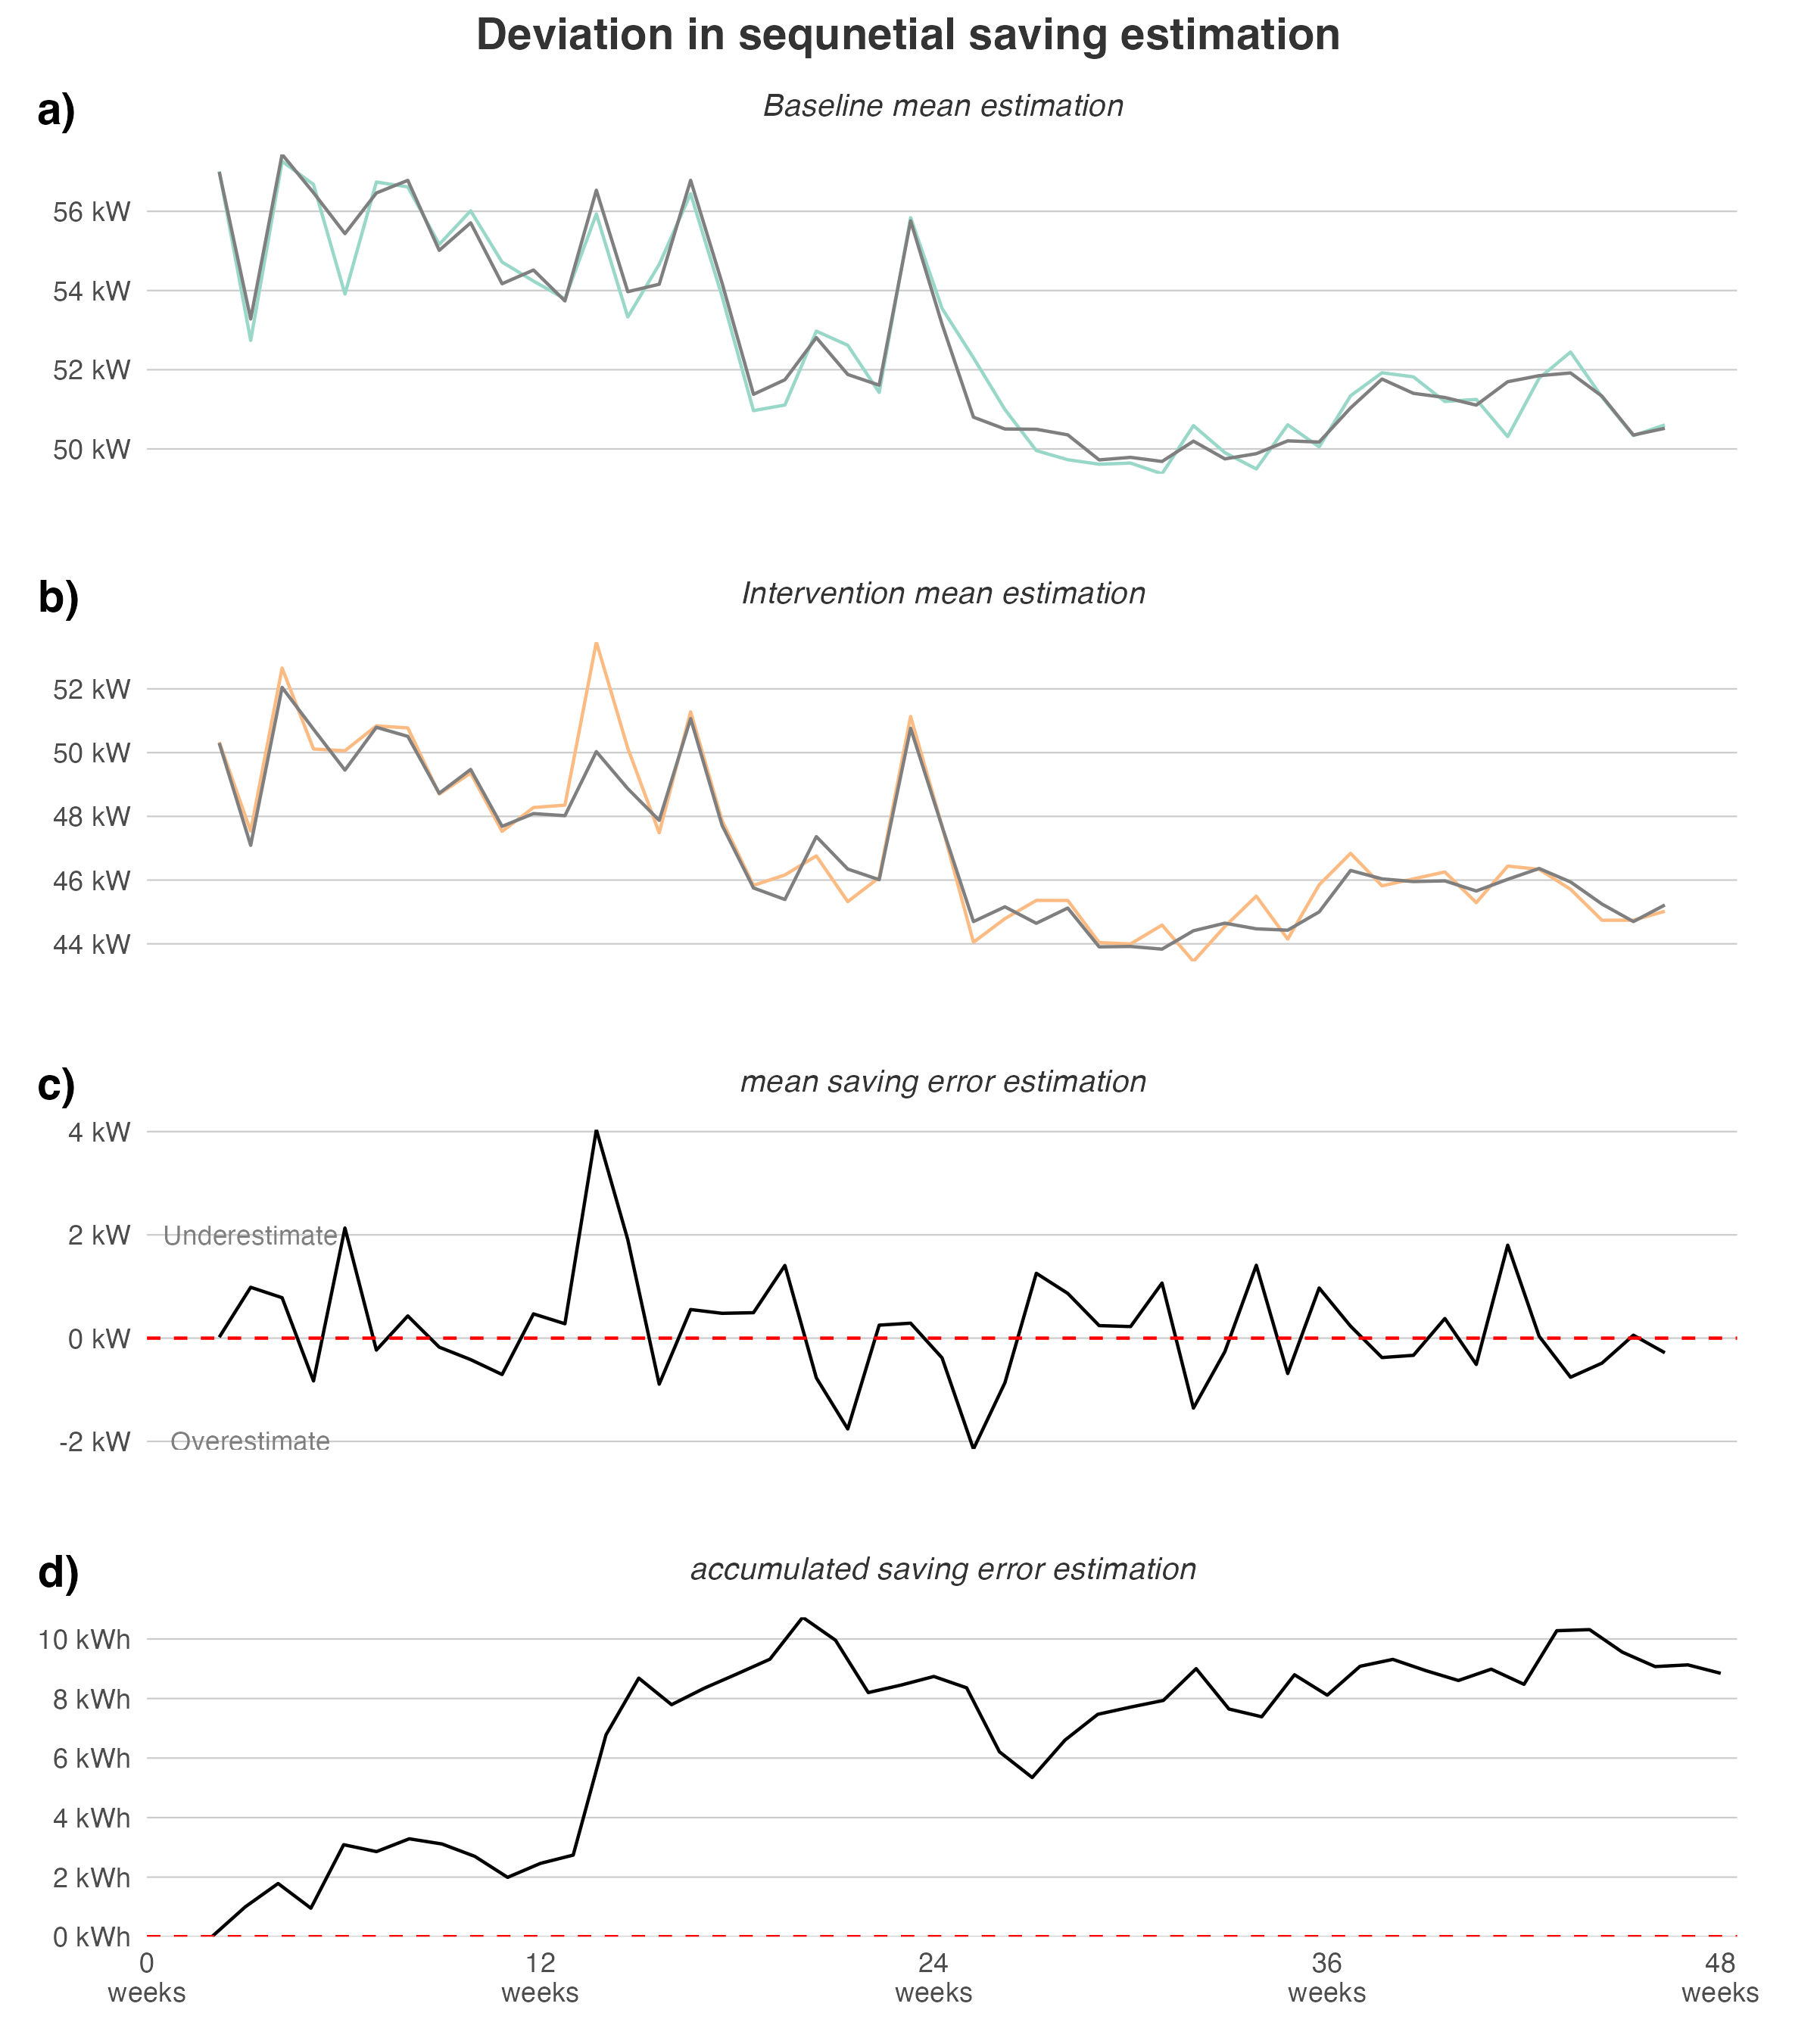 Deviation in sequnetial saving estimation
a)
Baseline mean estimation
56 kW
54 kW
52 kW
50 kW
b)
Intervention mean estimation
52 kW
50 kW
48 kW
46 kW
44 kW
c)
mean saving error estimation
4 kW
2 kW
Underestimate
0 kW
-2 kW
Overestimate
d)
accumulated saving error estimation
10 kWh
8 kWh
6 kWh
4 kWh
2 kWh
0 kWh
0 12 24 36 48
weeks weeks weeks weeks weeks